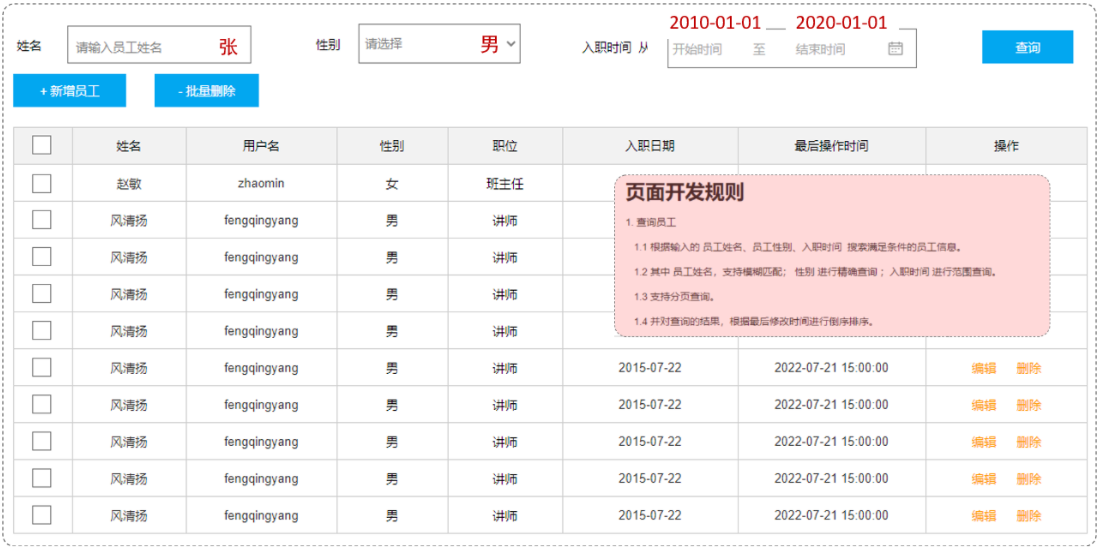 2010-01-01 2020-01-01
姓名 请输入员工姓名 张 性别 请选择 男 入职时间 从 开始时间 至 结束时间 查询
+ 新增员工 - 批量删除
姓名 用户名 性别 职位 入职日期 最后操作时间 操作
赵敏 zhaomin 女 班主任
风清扬 fengqingyang 男 讲师
风清扬 fengqingyang 男 讲师
风清扬 fengqingyang 男 讲师
风清扬 fengqingyang 男 讲师
页面开发规则
1. 查询员工
1.1 根据输入的 员工姓名、员工性别、入职时间 搜索满足条件的员工信息。
1.2 其中 员工姓名，支持模糊匹配； 性别 进行精确查询 ；入职时间 进行范围查询。
1.3 支持分页查询。
1.4 并对查询的结果，根据最后修改时间进行倒序排序。
风清扬 fengqingyang 男 讲师 2015-07-22 2022-07-21 15:00:00 编辑 删除
风清扬 fengqingyang 男 讲师 2015-07-22 2022-07-21 15:00:00 编辑 删除
风清扬 fengqingyang 男 讲师 2015-07-22 2022-07-21 15:00:00 编辑 删除
风清扬 fengqingyang 男 讲师 2015-07-22 2022-07-21 15:00:00 编辑 删除
风清扬 fengqingyang 男 讲师 2015-07-22 2022-07-21 15:00:00 编辑 删除